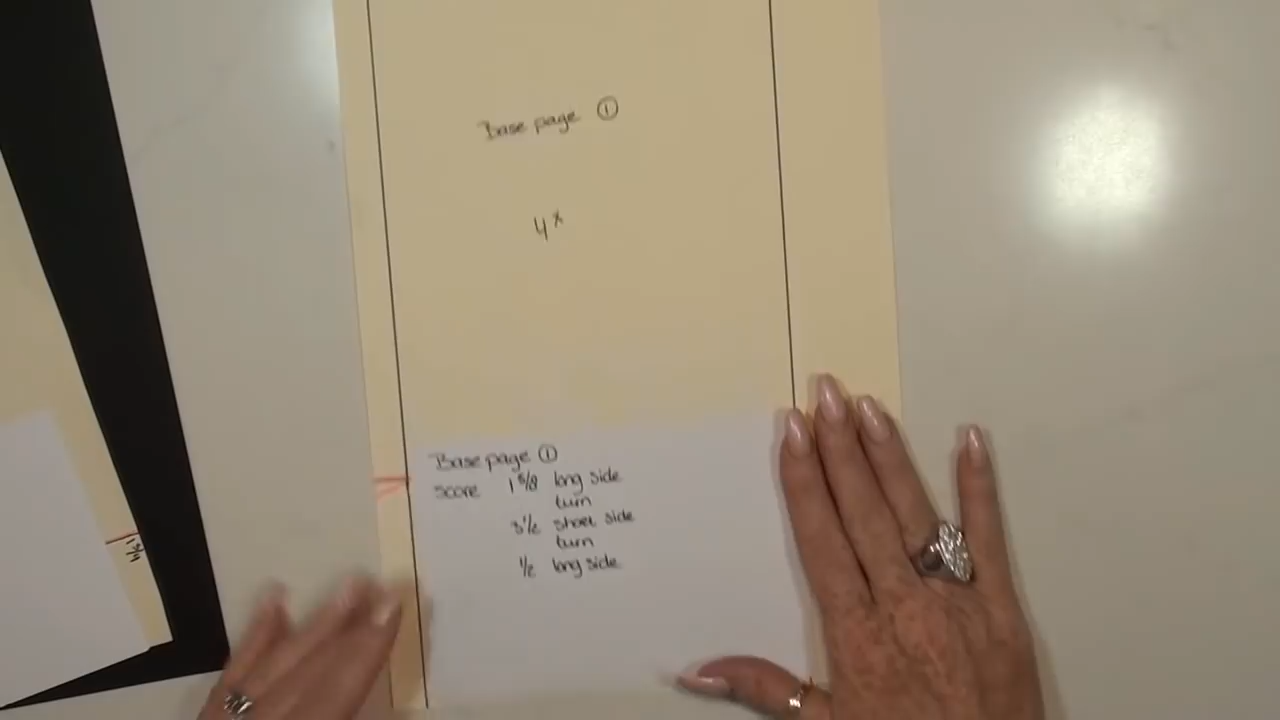 Base page ①
4x
Base page ①
score 1 5/8 long side
turn
3 1/2 short side
turn
1/2 long side